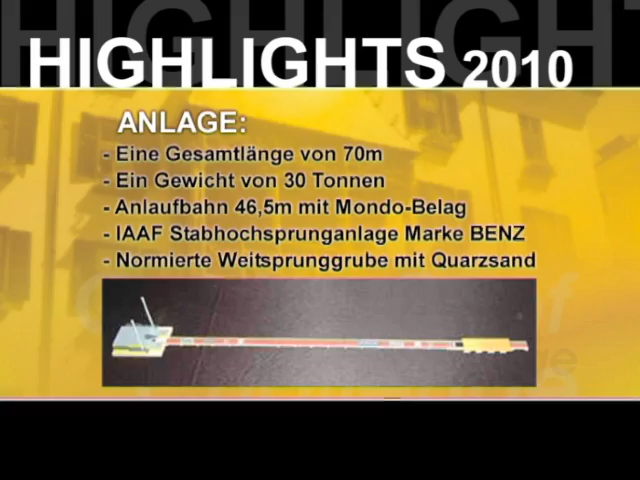 HIGHLIGHTS 2010
ANLAGE:
- Eine Gesamtlänge von 70m
- Ein Gewicht von 30 Tonnen
- Anlaufbahn 46,5m mit Mondo-Belag
- IAAF Stabhochsprunganlage Marke BENZ
- Normierte Weitsprunggrube mit Quarzsand